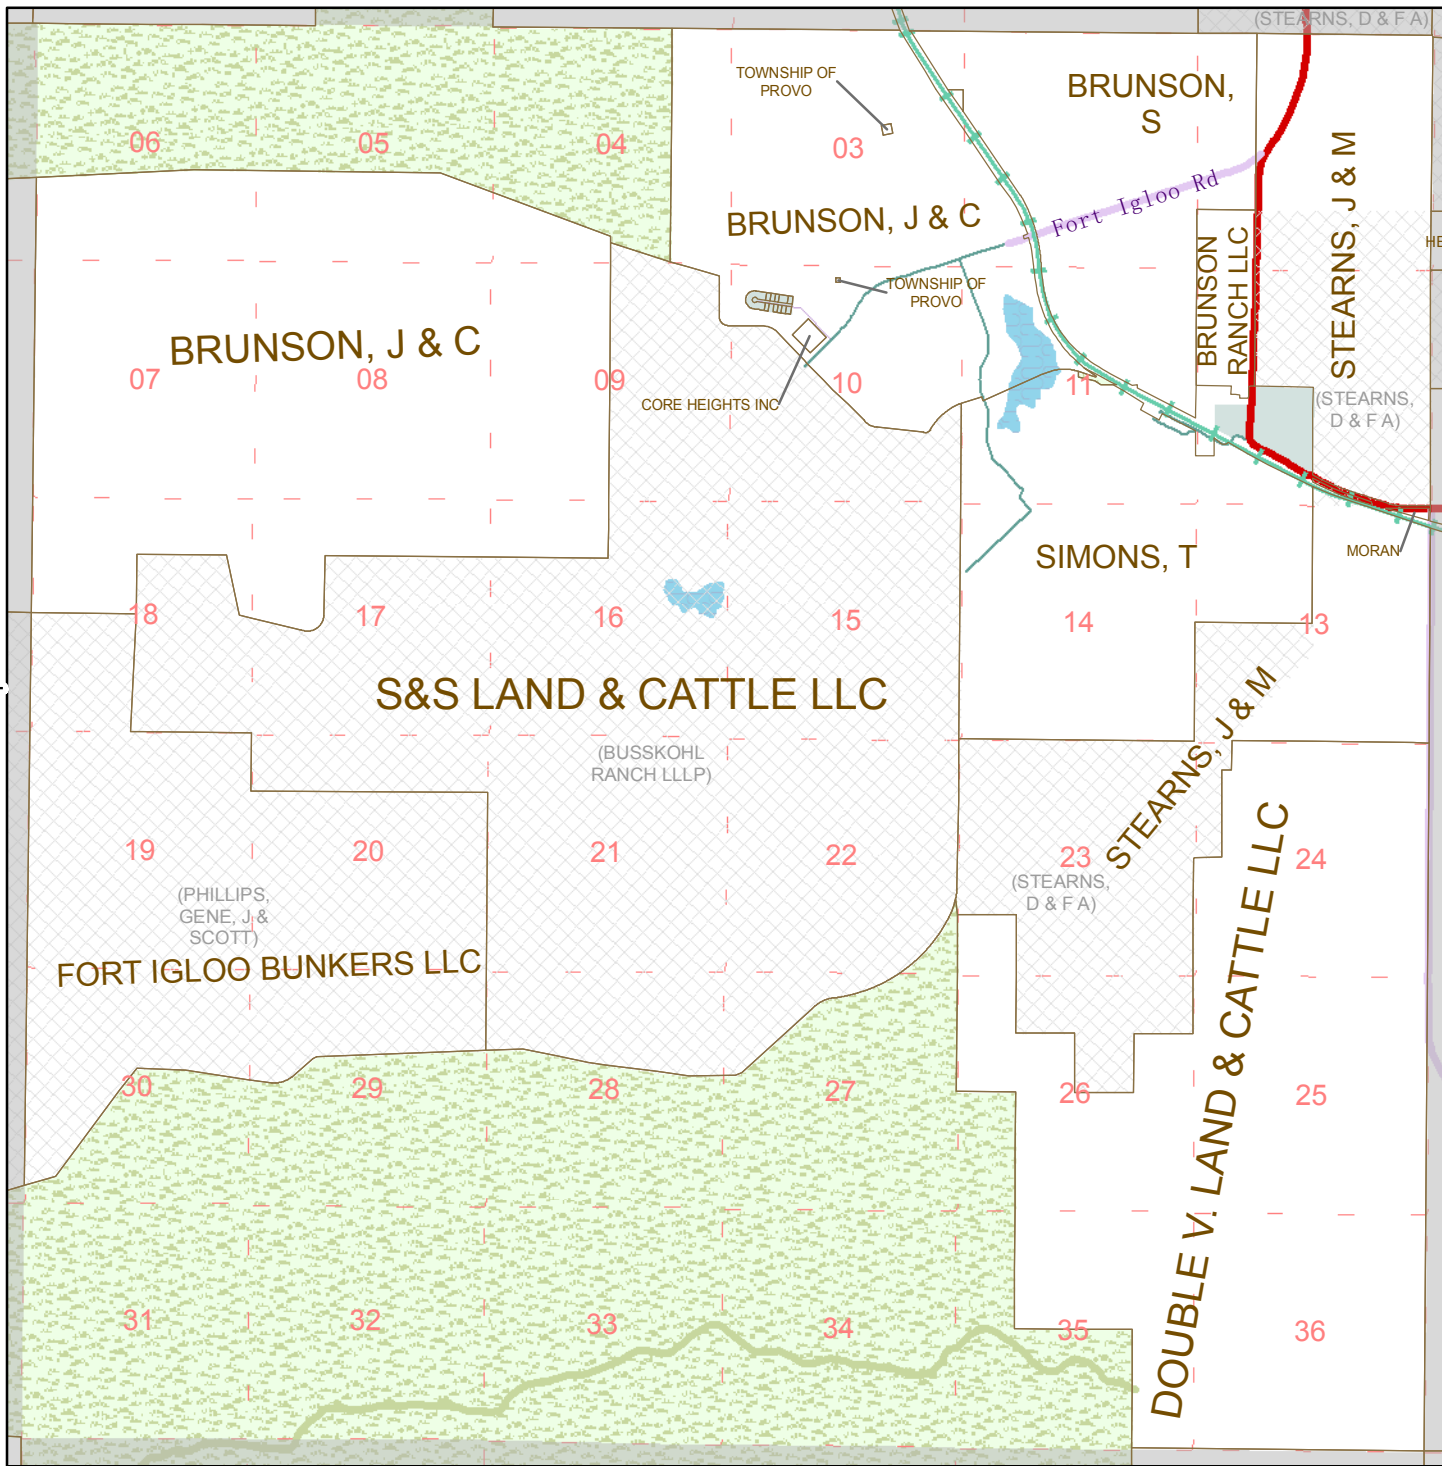 (STEARNS, D & F A)
TOWNSHIP OF
PROVO
BRUNSON,
S
06
05
04
03
Fort Igloo Rd
STEARNS, J & M
BRUNSON, J & C
BRUNSON
RANCH LLC
HE
TOWNSHIP OF
PROVO
BRUNSON, J & C
07
08
09
10
11
CORE HEIGHTS INC
(STEARNS,
D & F A)
SIMONS, T
MORAN
18
17
16
15
14
13
S&S LAND & CATTLE LLC
(BUSSKOHL
RANCH LLLP)
STEARNS, J & M
19
20
21
22
23
24
(STEARNS,
D & F A)
(PHILLIPS,
GENE, J &
SCOTT)
FORT IGLOO BUNKERS LLC
DOUBLE V. LAND & CATTLE LLC
30
29
28
27
26
25
31
32
33
34
35
36